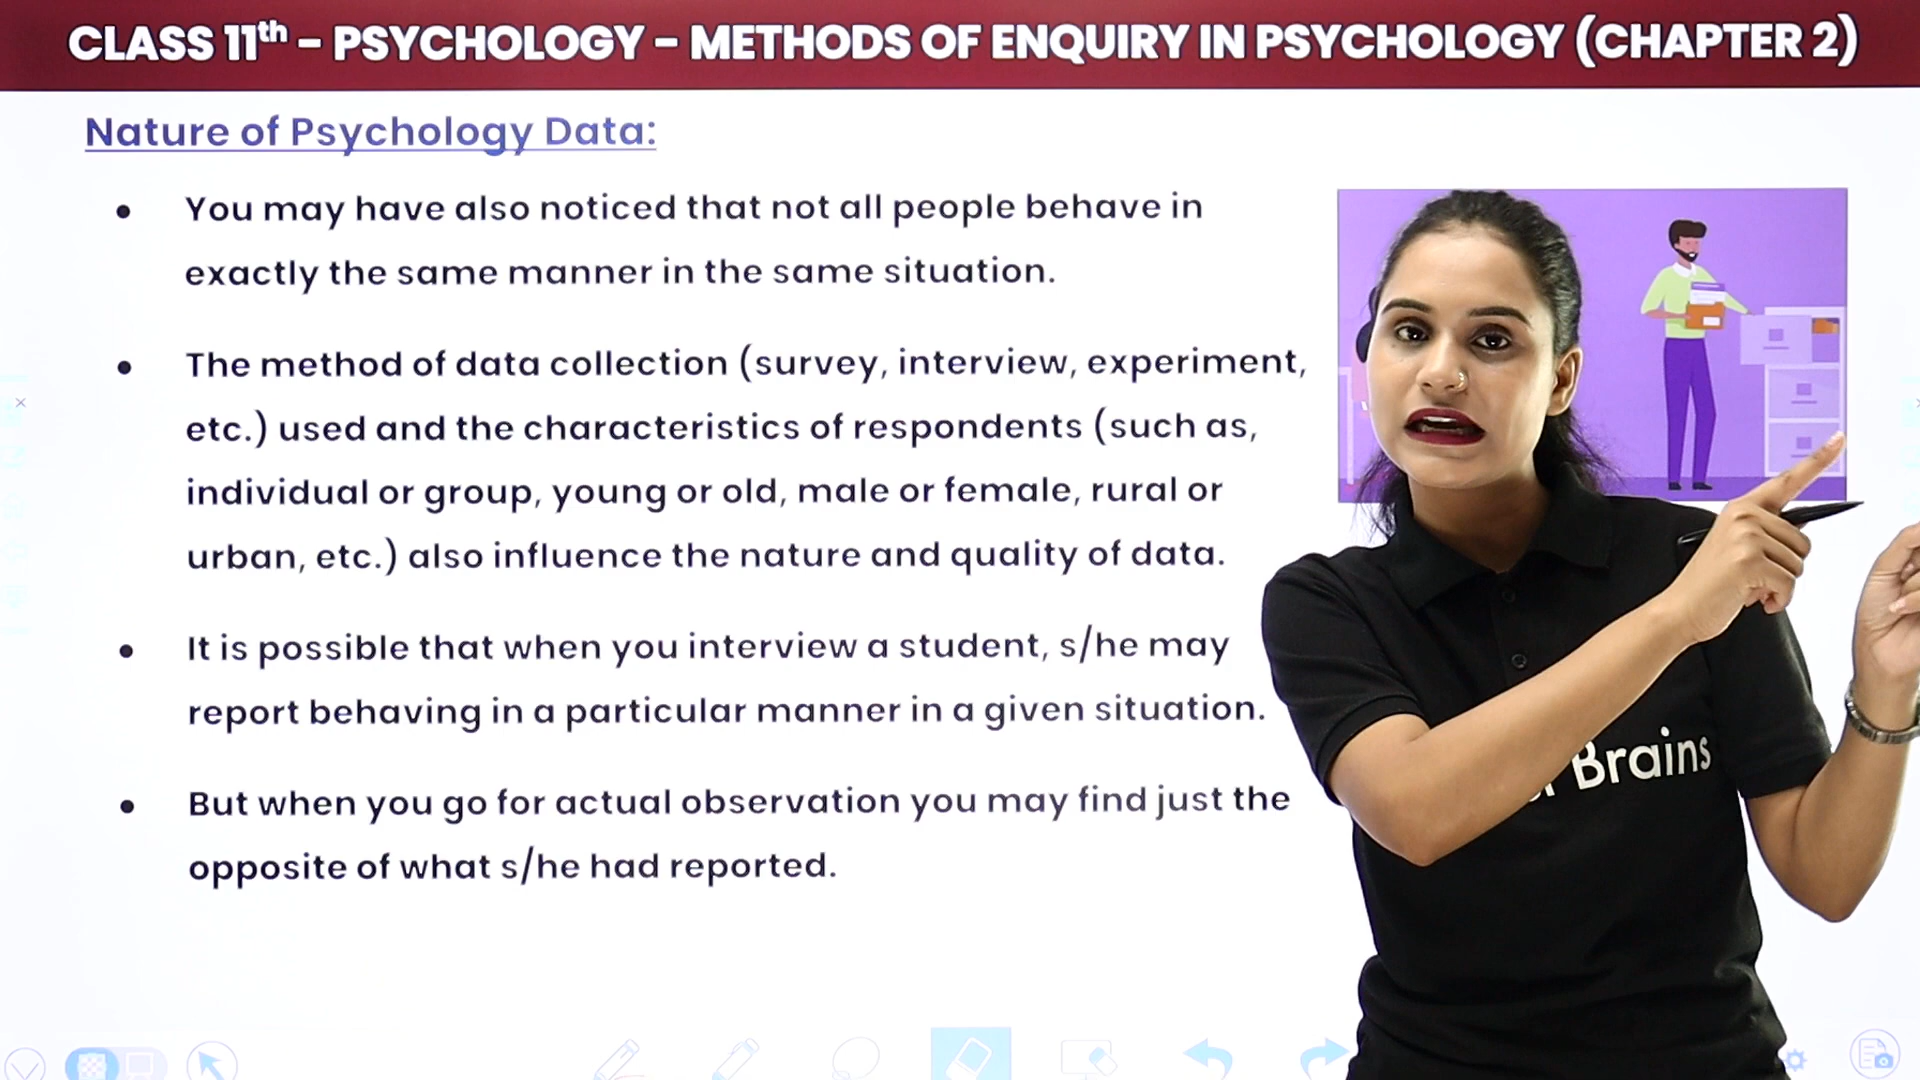 CLASS 11th - PSYCHOLOGY - METHODS OF ENQUIRY IN PSYCHOLOGY (CHAPTER 2)
Nature of Psychology Data:
• You may have also noticed that not all people behave in
exactly the same manner in the same situation.
• The method of data collection (survey, interview, experiment,
etc.) used and the characteristics of respondents (such as,
individual or group, young or old, male or female, rural or
urban, etc.) also influence the nature and quality of data.
• It is possible that when you interview a student, s/he may
report behaving in a particular manner in a given situation.
• But when you go for actual observation you may find just the
opposite of what s/he had reported.
Brains